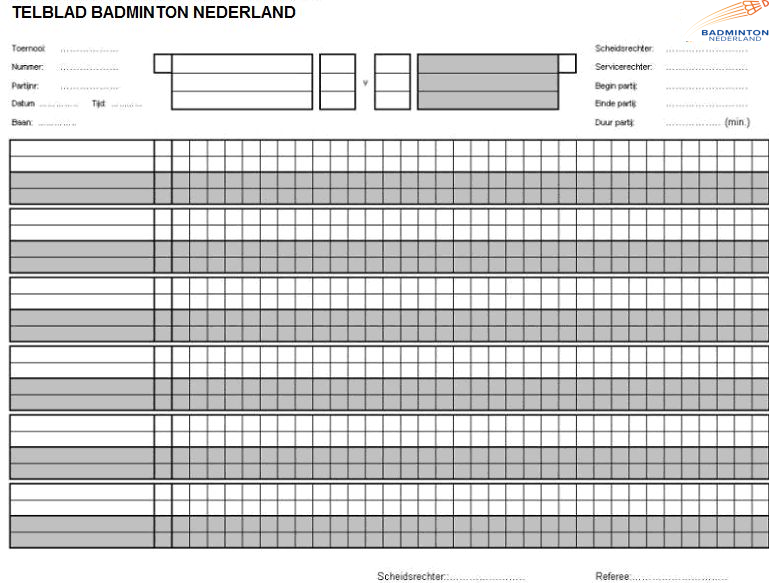 TELBLAD BADMINTON NEDERLAND
BADMINTON
NEDERLAND
Toernooi: ....................
Nummer: ....................
Partijnr: ....................
Datum .............. Tijd: ...........
Baan: .............
v
Scheidsrechter: ............................
Servicerechter: ............................
Begin partij: ............................
Einde partij: ............................
Duur partij: ................... (min.)
Scheidsrechter:: .......................
Referee: .............................